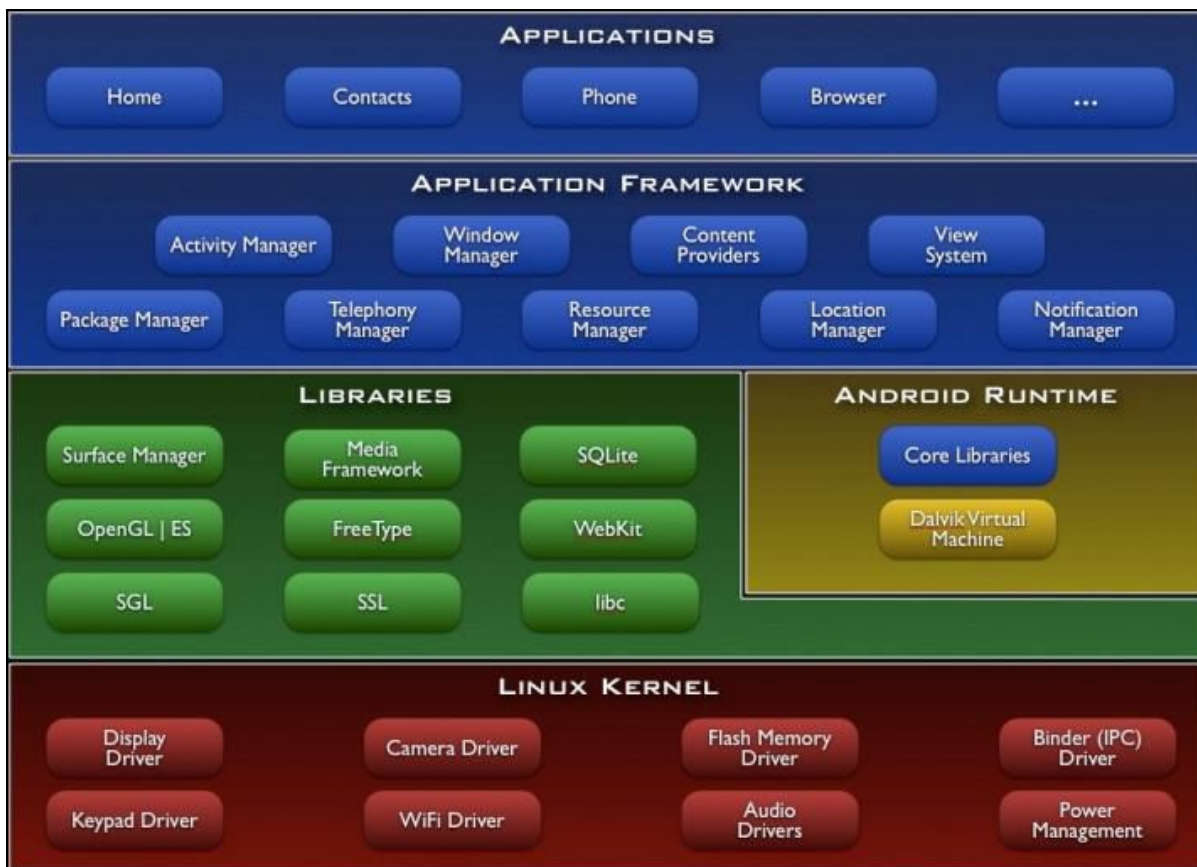 APPLICATIONS
Home
Contacts
Phone
Browser
...
APPLICATION FRAMEWORK
Activity Manager
Window
Manager
Content
Providers
View
System
Package Manager
Telephony
Manager
Resource
Manager
Location
Manager
Notification
Manager
LIBRARIES
Surface Manager
Media
Framework
SQLite
OpenGL | ES
FreeType
WebKit
SGL
SSL
libc
ANDROID RUNTIME
Core Libraries
Dalvik Virtual
Machine
LINUX KERNEL
Display
Driver
Camera Driver
Flash Memory
Driver
Binder (IPC)
Driver
Keypad Driver
WiFi Driver
Audio
Drivers
Power
Management